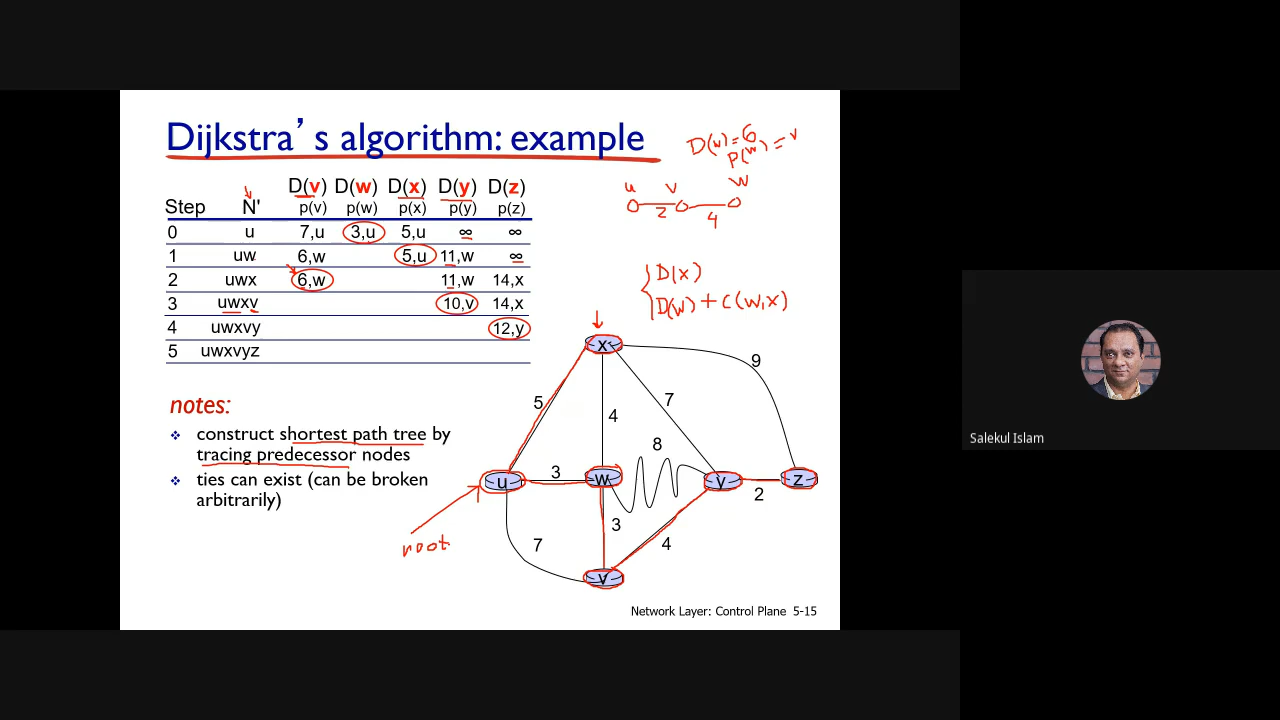 Dijkstra's algorithm: example
D(w)=6
p(w)=v
D(v) D(w) D(x) D(y) D(z)
Step N' p(v) p(w) p(x) p(y) p(z)
0 u 7,u 3,u 5,u ∞ ∞
1 uw 6,w 5,u 11,w ∞
2 uwx 6,w 11,w 14,x
3 uwxv 10,v 14,x
4 uwxvy 12,y
5 uwxvyz
u v w
2 4
D(x)
D(w)+c(w,x)
x
9
5 4 7
8
u 3 w y z
2
3
7 4
v
root
notes:
❖ construct shortest path tree by
tracing predecessor nodes
❖ ties can exist (can be broken
arbitrarily)
Network Layer: Control Plane 5-15
Salekul Islam